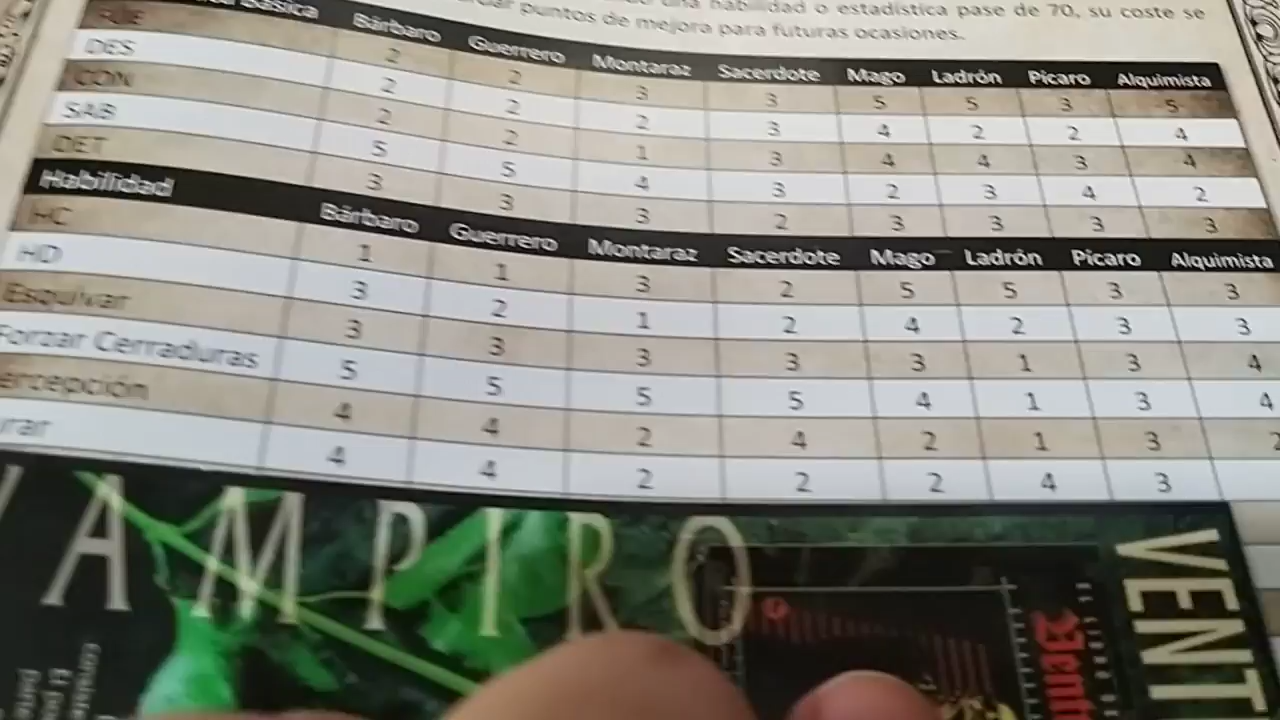 una habilidad o estadística pase de 70, su coste se
puntos de mejora para futuras ocasiones.
Básica Bárbaro Guerrero Montaraz Sacerdote Mago Ladrón Pícaro Alquimista
FUE 2 2 3 3 5 5 3 5
DES 2 2 2 3 4 2 2 4
CON 2 2 1 3 4 4 3 4
SAB 5 5 4 3 2 3 4 2
DET 3 3 3 2 3 3 3 3
Habilidad Bárbaro Guerrero Montaraz Sacerdote Mago Ladrón Pícaro Alquimista
HC 1 1 3 2 5 5 3 3
HD 3 2 1 2 4 2 3 3
Esquivar 3 3 3 3 3 1 3 4
Forzar Cerraduras 5 5 5 5 4 1 3 4
ercepción 4 4 2 4 2 1 3 2
urar 4 4 2 2 2 4 3
VAMPIRO
VENT